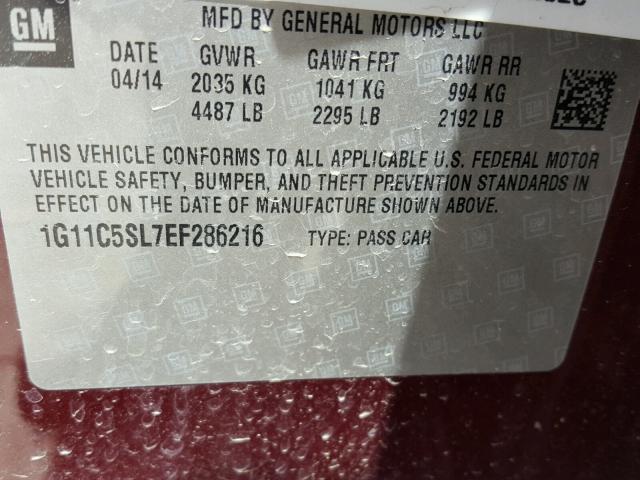 GM
MFD BY GENERAL MOTORS LLC
DATE GVWR GAWR FRT GAWR RR
04/14 2035 KG 1041 KG 994 KG
4487 LB 2295 LB 2192 LB
THIS VEHICLE CONFORMS TO ALL APPLICABLE U.S. FEDERAL MOTOR
VEHICLE SAFETY, BUMPER, AND THEFT PREVENTION STANDARDS
IN EFFECT ON THE DATE OF MANUFACTURE SHOWN ABOVE.
1G11C5SL7EF286216 TYPE: PASS CAR